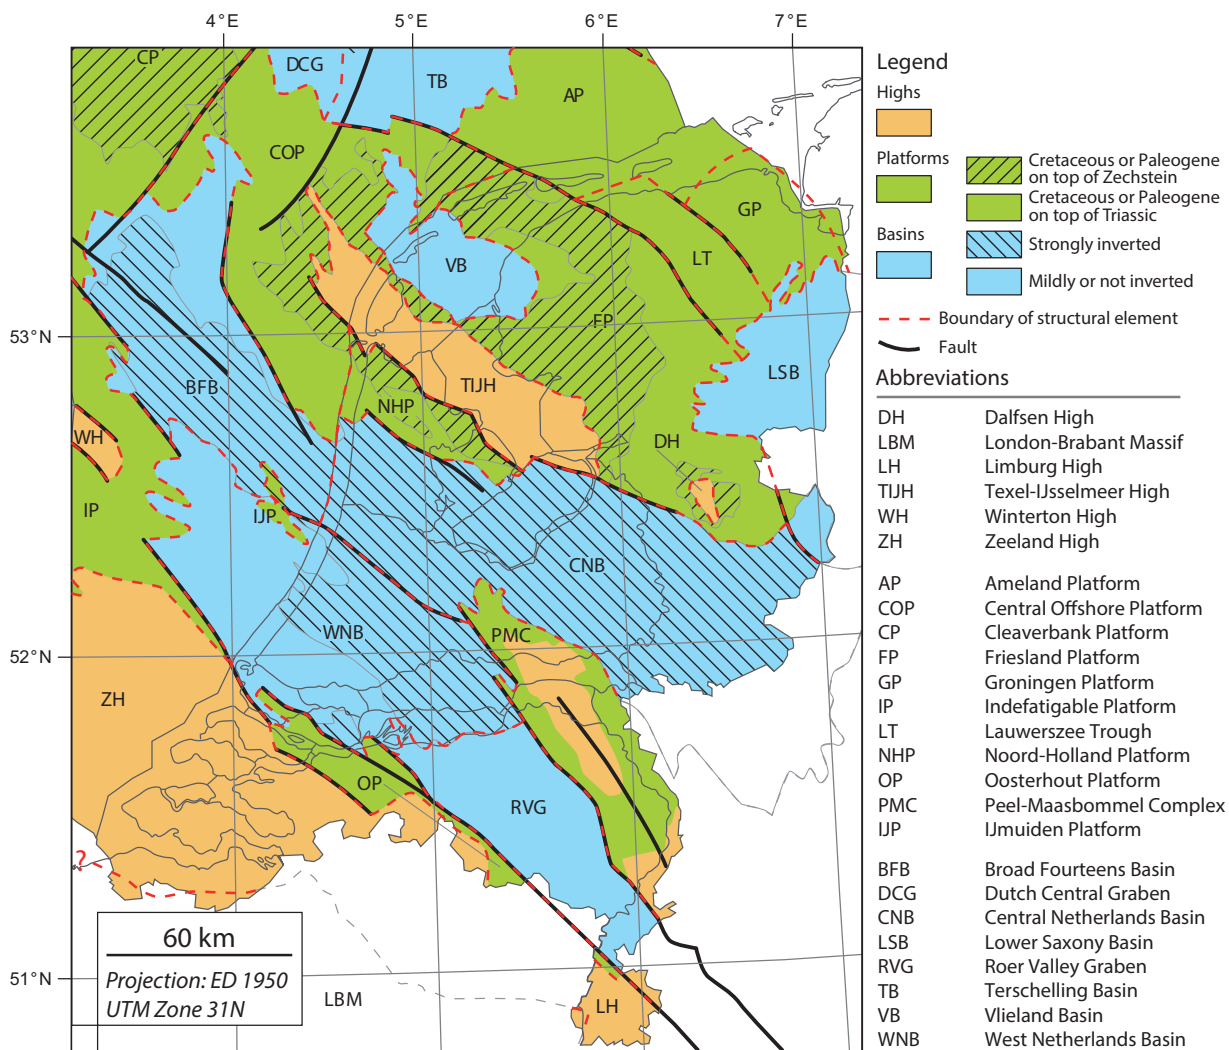 4°E 5°E 6°E 7°E
CP
DCG
TB
AP
COP
GP
LT
VB
FP
53°N
LSB
BFB
TIJH
NHP
WH
DH
IP
IJP
CNB
WNB
PMC
52°N
ZH
OP
RVG
?
51°N
LBM
LH
60 km
Projection: ED 1950
UTM Zone 31N
Legend
Highs
Platforms
Cretaceous or Paleogene
on top of Zechstein
Cretaceous or Paleogene
on top of Triassic
Basins
Strongly inverted
Mildly or not inverted
Boundary of structural element
Fault
Abbreviations
DH Dalfsen High
LBM London-Brabant Massif
LH Limburg High
TIJH Texel-IJsselmeer High
WH Winterton High
ZH Zeeland High
AP Ameland Platform
COP Central Offshore Platform
CP Cleaverbank Platform
FP Friesland Platform
GP Groningen Platform
IP Indefatigable Platform
LT Lauwerszee Trough
NHP Noord-Holland Platform
OP Oosterhout Platform
PMC Peel-Maasbommel Complex
IJP IJmuiden Platform
BFB Broad Fourteens Basin
DCG Dutch Central Graben
CNB Central Netherlands Basin
LSB Lower Saxony Basin
RVG Roer Valley Graben
TB Terschelling Basin
VB Vlieland Basin
WNB West Netherlands Basin